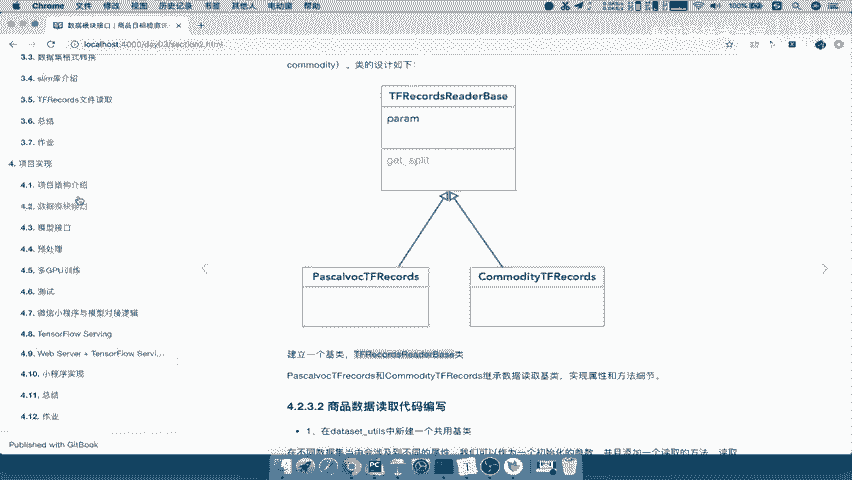 Chrome 文件 修改 视图 历史记录 书签 其他人 电动窗 帮助
100%
数据模块接口 | 商品目标检测
localhost:4000/day03/section2.html
3.3. 数据集格式转换
3.4. slim库介绍
3.5. TFRecords文件读取
3.6. 总结
3.7. 作业
4. 项目实现
4.1. 项目结构介绍
4.2. 数据模块接口
4.3. 模型接口
4.4. 预处理
4.5. 多GPU训练
4.6. 测试
4.7. 微信小程序与模型对接逻辑
4.8. TensorFlow Serving
4.9. Web Server + TensorFlow Servi...
4.10. 小程序实现
4.11. 总结
4.12. 作业
Published with GitBook
commodity）。类的设计如下：
TFRecordsReaderBase
param
get_split
PascalvocTFRecords
CommodityTFRecords
建立一个基类，TFRecordsReaderBase类
PascalvocTFrecords和CommodityTFRecords继承数据读取基类，实现属性和方法细节。
4.2.3.2 商品数据读取代码编写
• 1、在dataset_utils中新建一个共用基类
在不同数据集当中会涉及到不同的属性，我们可以作为一个初始化的参数，并且添加一个读取的方法，读取